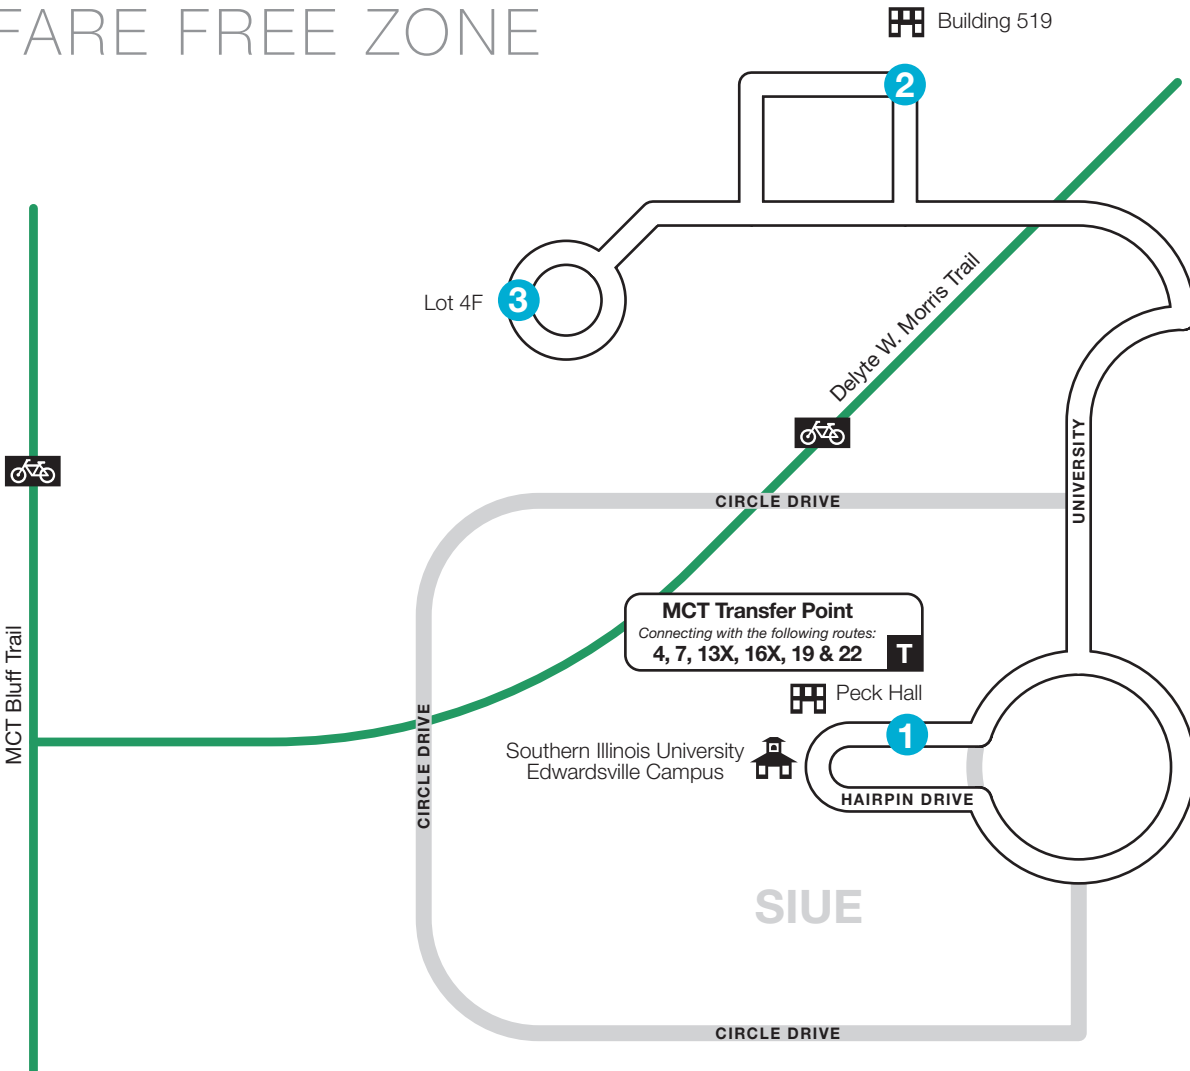 FARE FREE ZONE
Building 519
2
Lot 4F
3
Delyte W. Morris Trail
UNIVERSITY
CIRCLE DRIVE
MCT Transfer Point
Connecting with the following routes:
4, 7, 13X, 16X, 19 & 22
T
MCT Bluff Trail
Peck Hall
1
Southern Illinois University
Edwardsville Campus
CIRCLE DRIVE
HAIRPIN DRIVE
SIUE
CIRCLE DRIVE